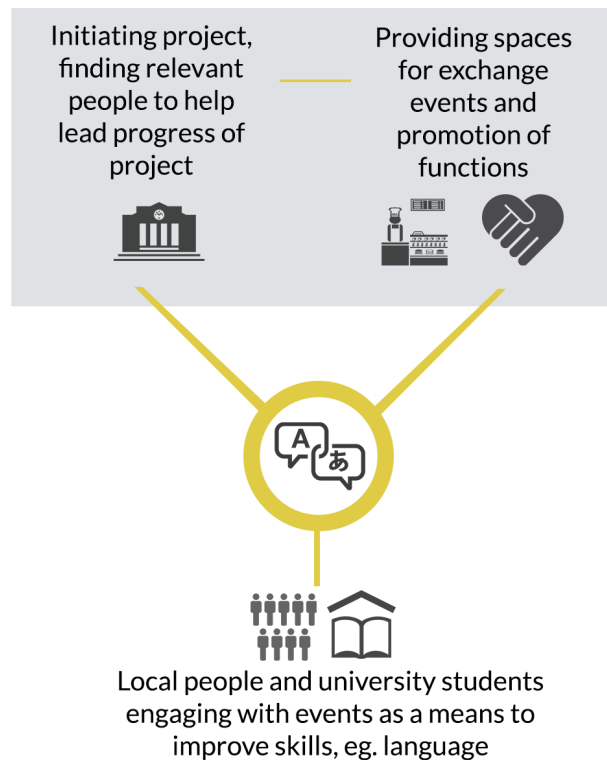 Initiating project,
finding relevant
people to help
lead progress of
project
Providing spaces
for exchange
events and
promotion of
functions
A
あ
Local people and university students
engaging with events as a means to
improve skills, eg. language